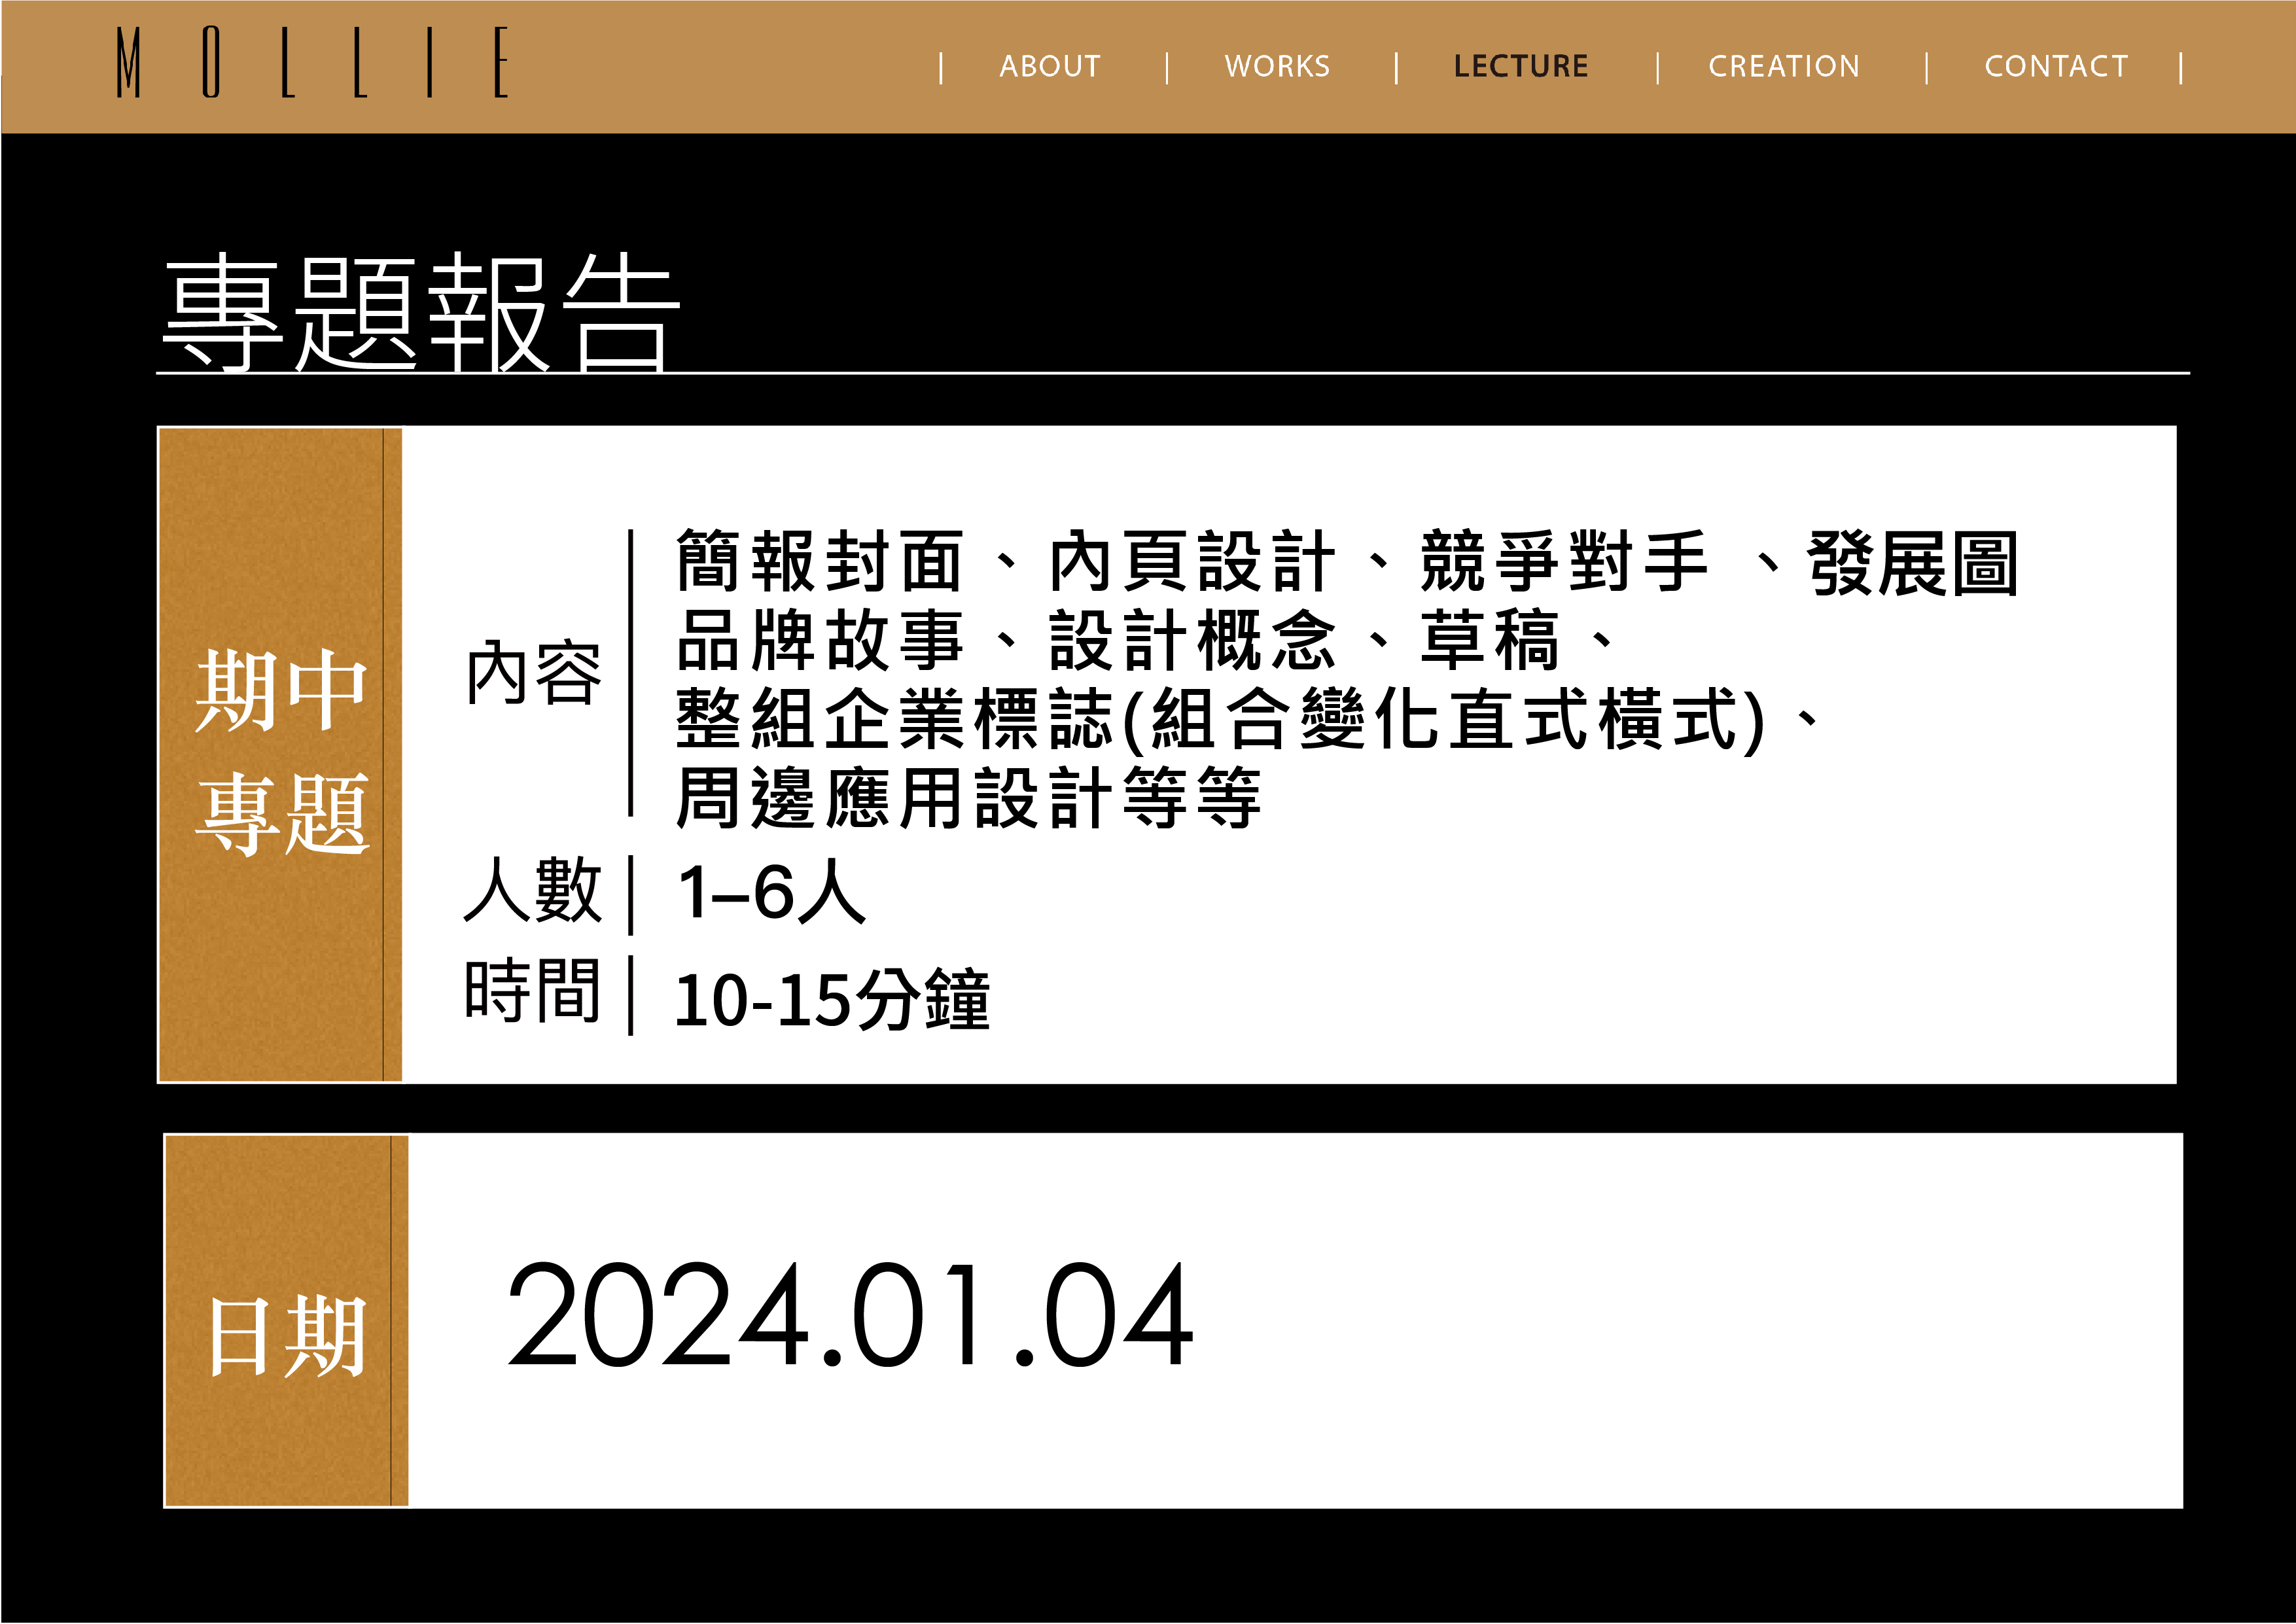 MOLLIE
| ABOUT | WORKS | LECTURE | CREATION | CONTACT |
專題報告
期中
專題
內容
簡報封面、內頁設計、競爭對手、發展圖
品牌故事、設計概念、草稿、
整組企業標誌(組合變化直式橫式)、
周邊應用設計等等
人數 | 1–6人
時間 | 10-15分鐘
日期
2024.01.04